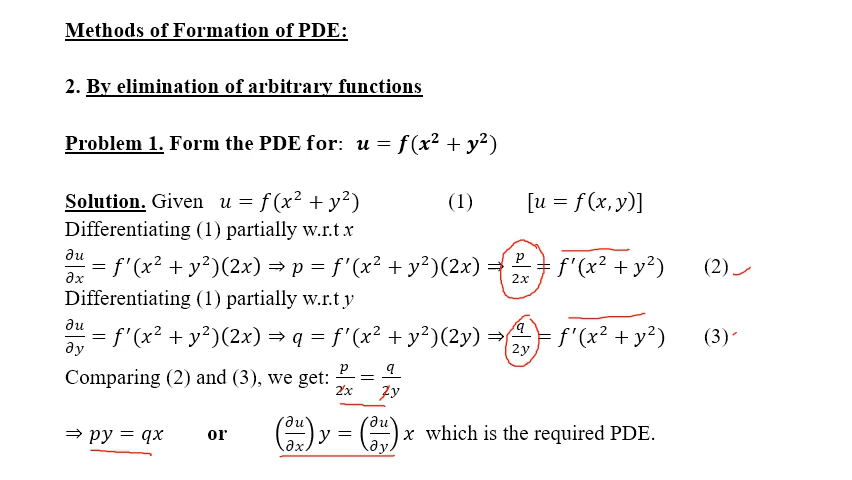 Methods of Formation of PDE:
2. By elimination of arbitrary functions
Problem 1. Form the PDE for: u = f(x² + y²)
Solution. Given u = f(x² + y²) (1) [u = f(x, y)]
Differentiating (1) partially w.r.t x
∂u/∂x = f′(x² + y²)(2x) ⇒ p = f′(x² + y²)(2x) ⇒ p/2x = f′(x² + y²) (2)
Differentiating (1) partially w.r.t y
∂u/∂y = f′(x² + y²)(2x) ⇒ q = f′(x² + y²)(2y) ⇒ q/2y = f′(x² + y²) (3)
Comparing (2) and (3), we get: p/2x = q/2y
⇒ py = qx or (∂u/∂x) y = (∂u/∂y) x which is the required PDE.